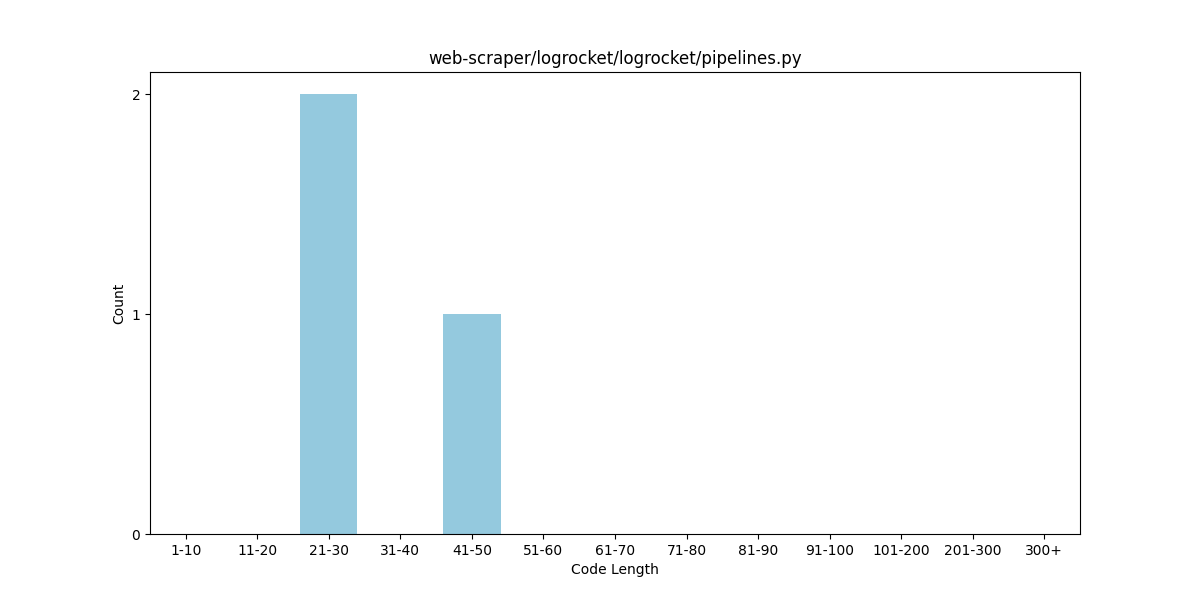 web-scraper/logrocket/logrocket/pipelines.py
2
1
0
Count
1-10 11-20 21-30 31-40 41-50 51-60 61-70 71-80 81-90 91-100 101-200 201-300 300+
Code Length